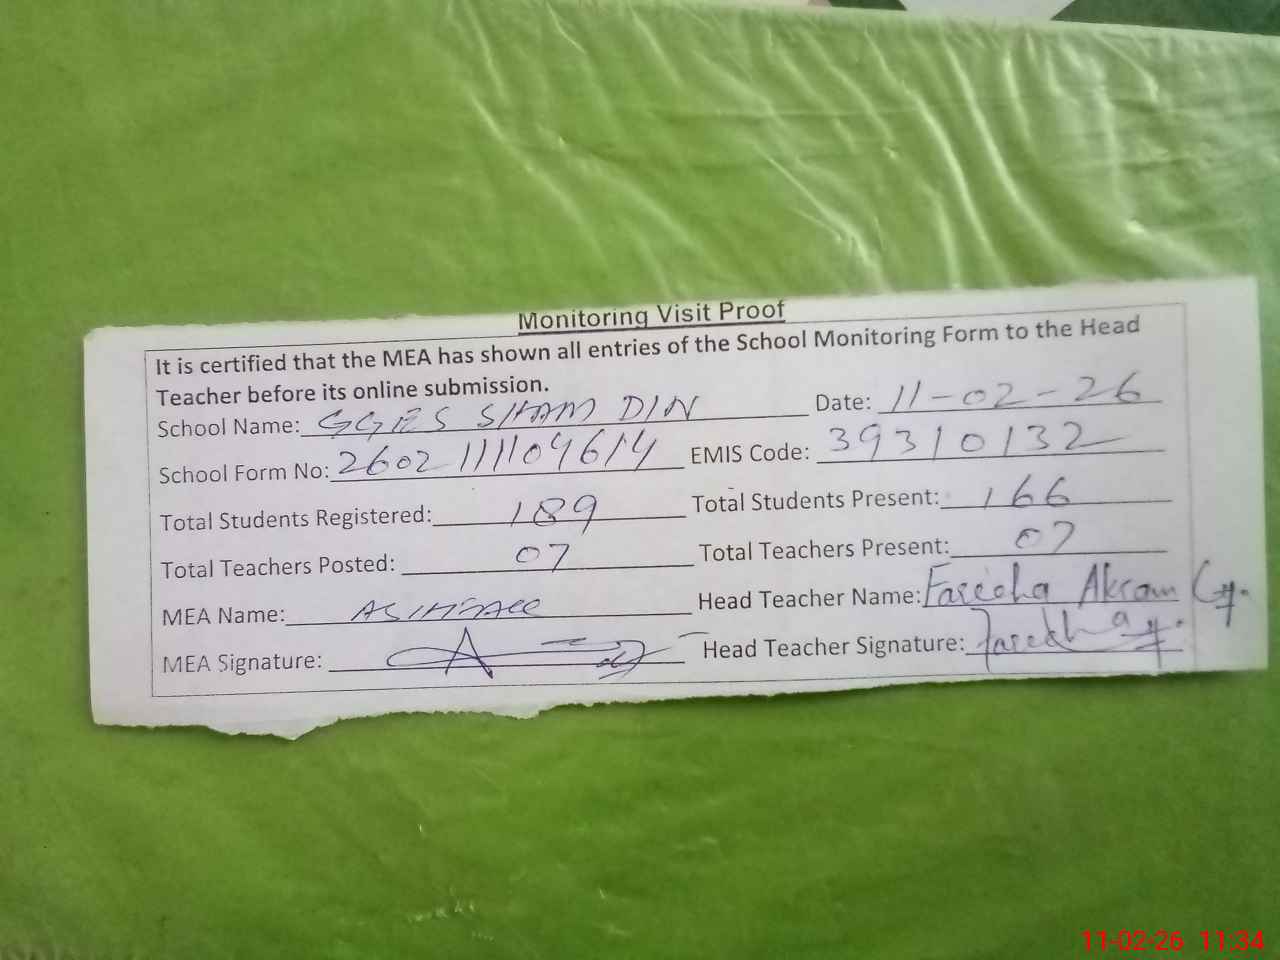 Monitoring Visit Proof
It is certified that the MEA has shown all entries of the School Monitoring Form to the Head
Teacher before its online submission.
School Name: GGES SHAM DIN Date: 11-02-26
School Form No: 2602 111104614 EMIS Code: 39310132
Total Students Registered: 189 Total Students Present: 166
Total Teachers Posted: 07 Total Teachers Present: 07
MEA Name: Head Teacher Name: Fareeha Akram
MEA Signature: Head Teacher Signature:
11-02-26 11:34